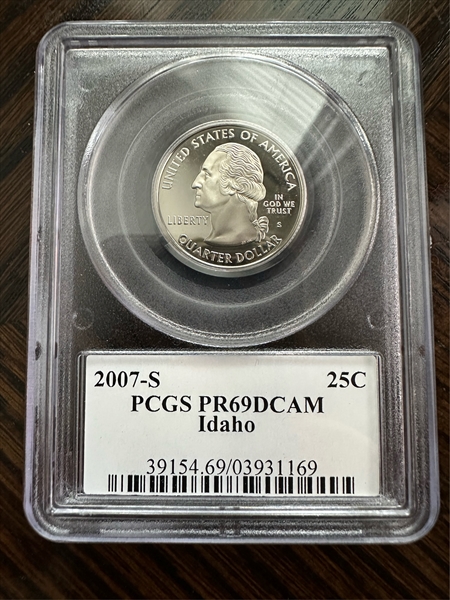 UNITED STATES OF AMERICA
LIBERTY
IN
GOD WE
TRUST
S
QUARTER DOLLAR
2007-S 25C
PCGS PR69DCAM
Idaho
39154.69/03931169